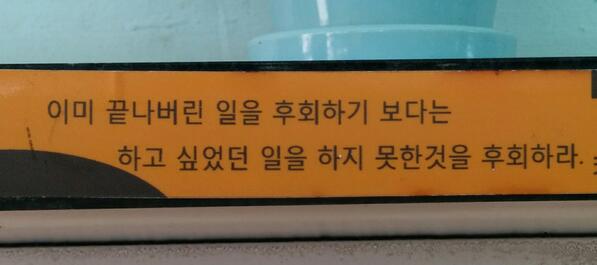 이미 끝나버린 일을 후회하기 보다는
하고 싶었던 일을 하지 못한것을 후회하라.